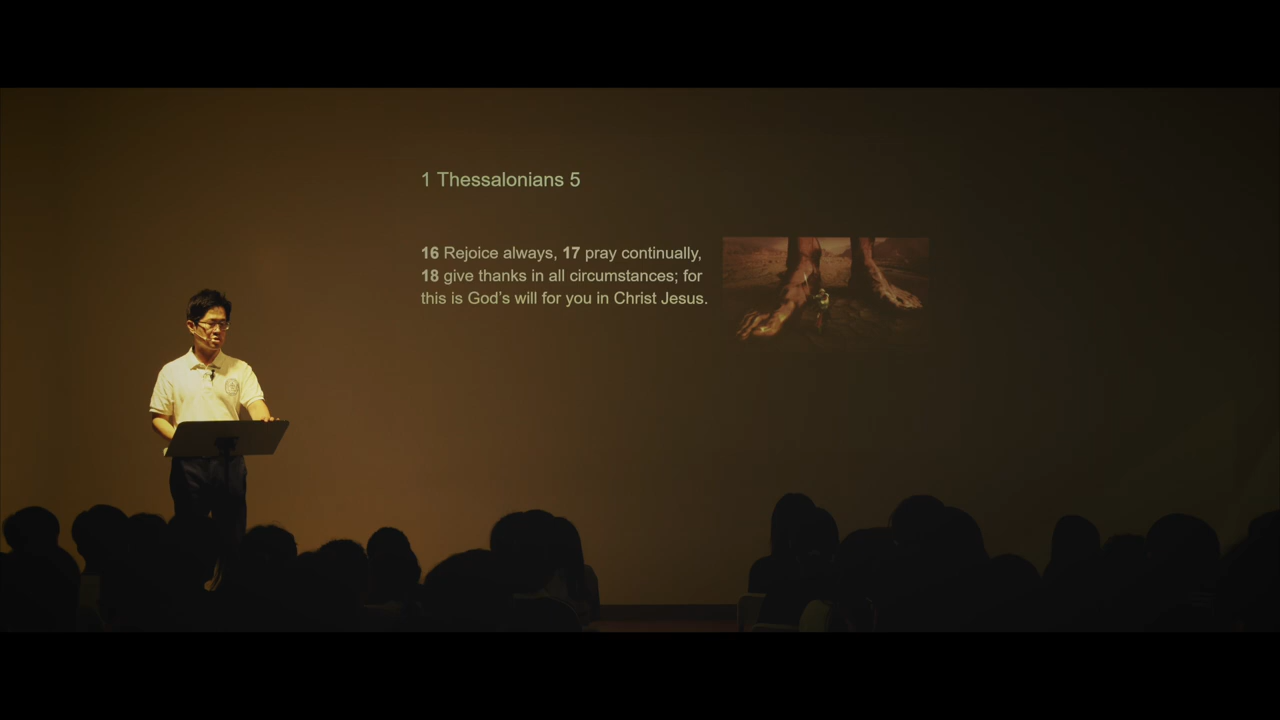 1 Thessalonians 5
16 Rejoice always, 17 pray continually,
18 give thanks in all circumstances; for
this is God’s will for you in Christ Jesus.